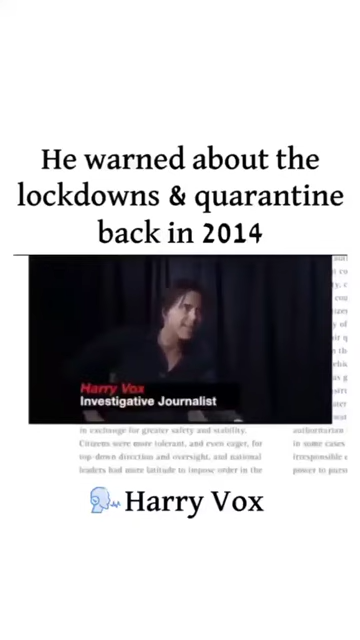 He warned about the
lockdowns & quarantine
back in 2014
Harry Vox
Investigative Journalist
in exchange for greater safety and stability.
Citizens were more tolerant, and even eager, for
top-down direction and oversight, and national
leaders had more latitude to impose order in the
authoritarian
in some cases
irresponsible
power to pursu
Harry Vox